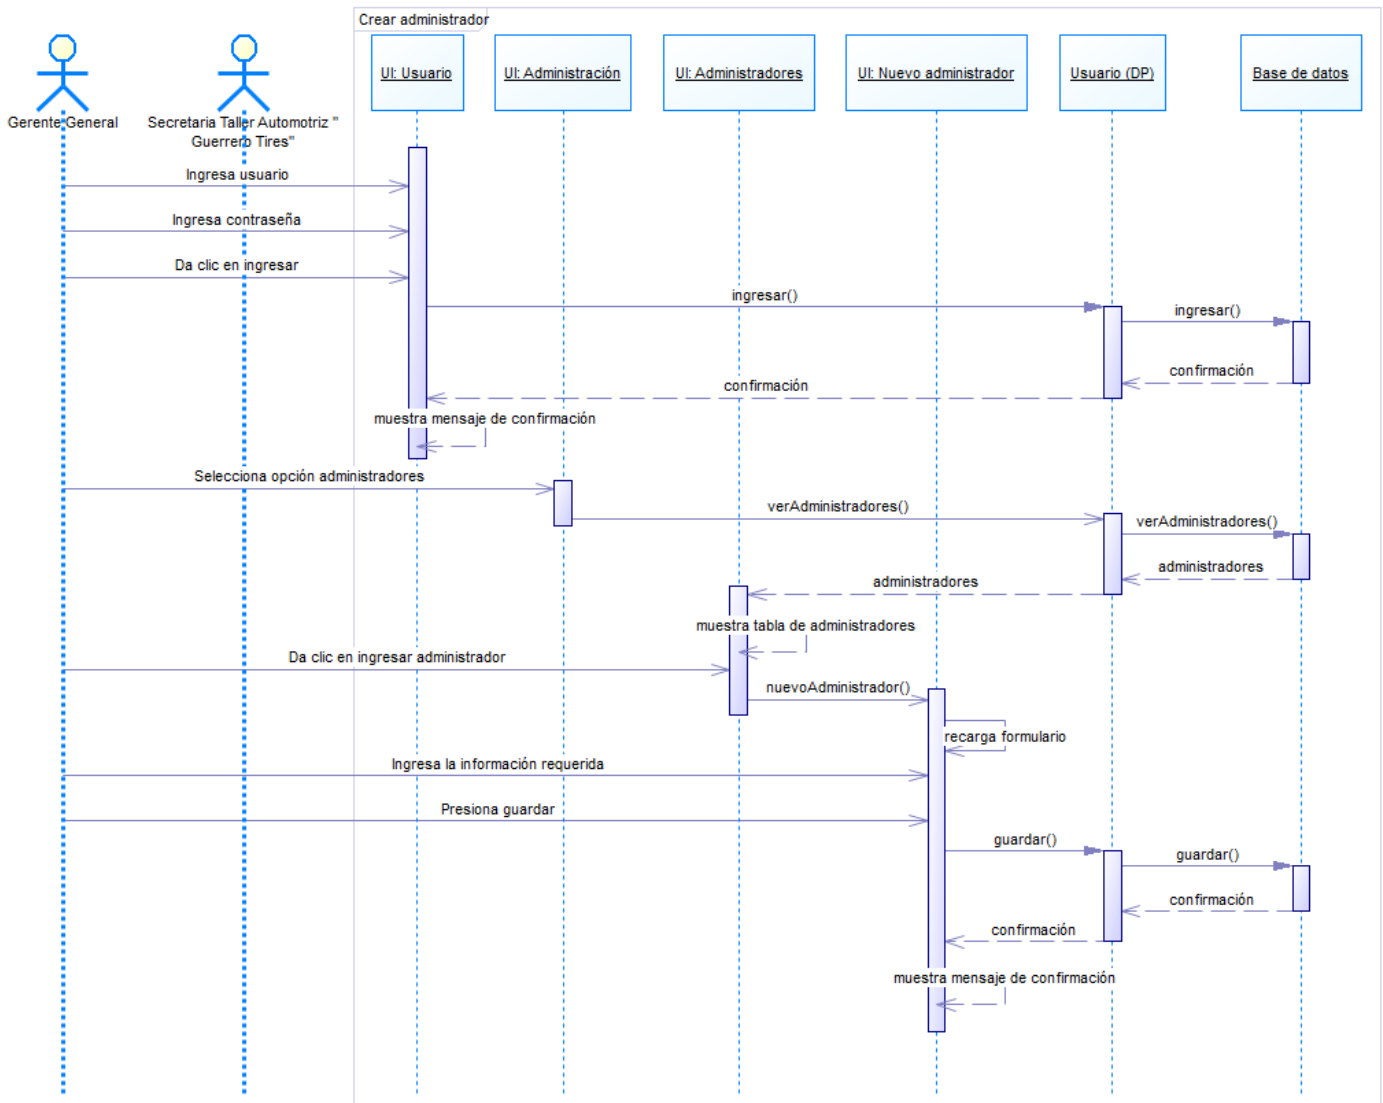 Crear administrador
UI: Usuario
UI: Administración
UI: Administradores
UI: Nuevo administrador
Usuario (DP)
Base de datos
Gerente General
Secretaria Taller Automotriz "
Guerrero Tires"
Ingresa usuario
Ingresa contraseña
Da clic en ingresar
ingresar()
ingresar()
confirmación
confirmación
muestra mensaje de confirmación
Selecciona opción administradores
verAdministradores()
verAdministradores()
administradores
administradores
muestra tabla de administradores
Da clic en ingresar administrador
nuevoAdministrador()
recarga formulario
Ingresa la información requerida
Presiona guardar
guardar()
guardar()
confirmación
confirmación
muestra mensaje de confirmación